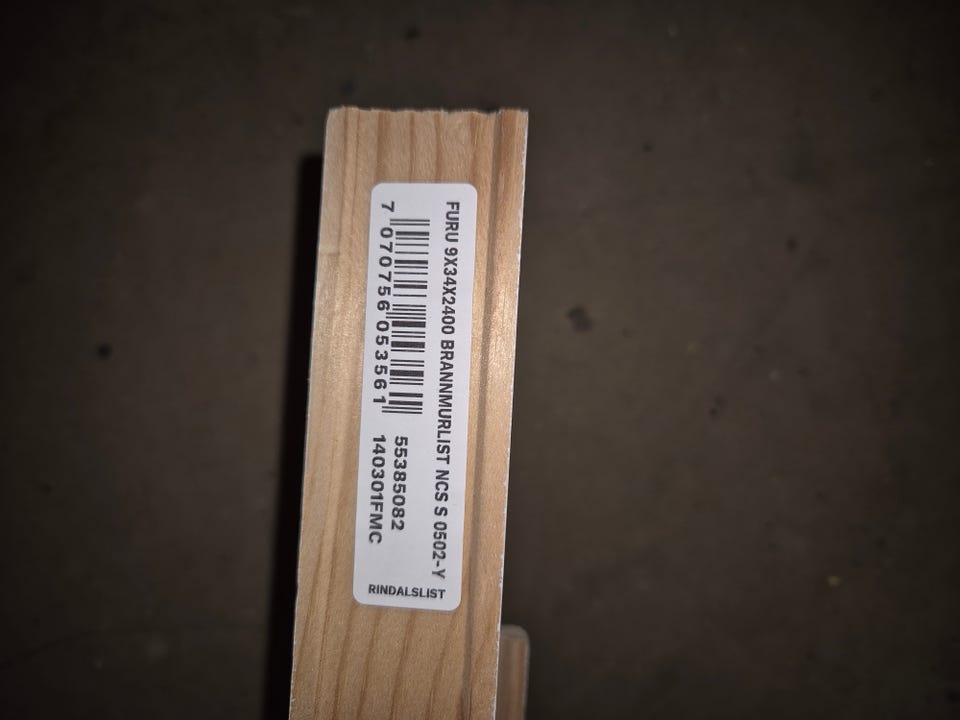 FURU 9X34X2400 BRANNMURLIST NCS S 0502-Y
7 070756 053561
55385082
140301FMC
RINDALSLIST